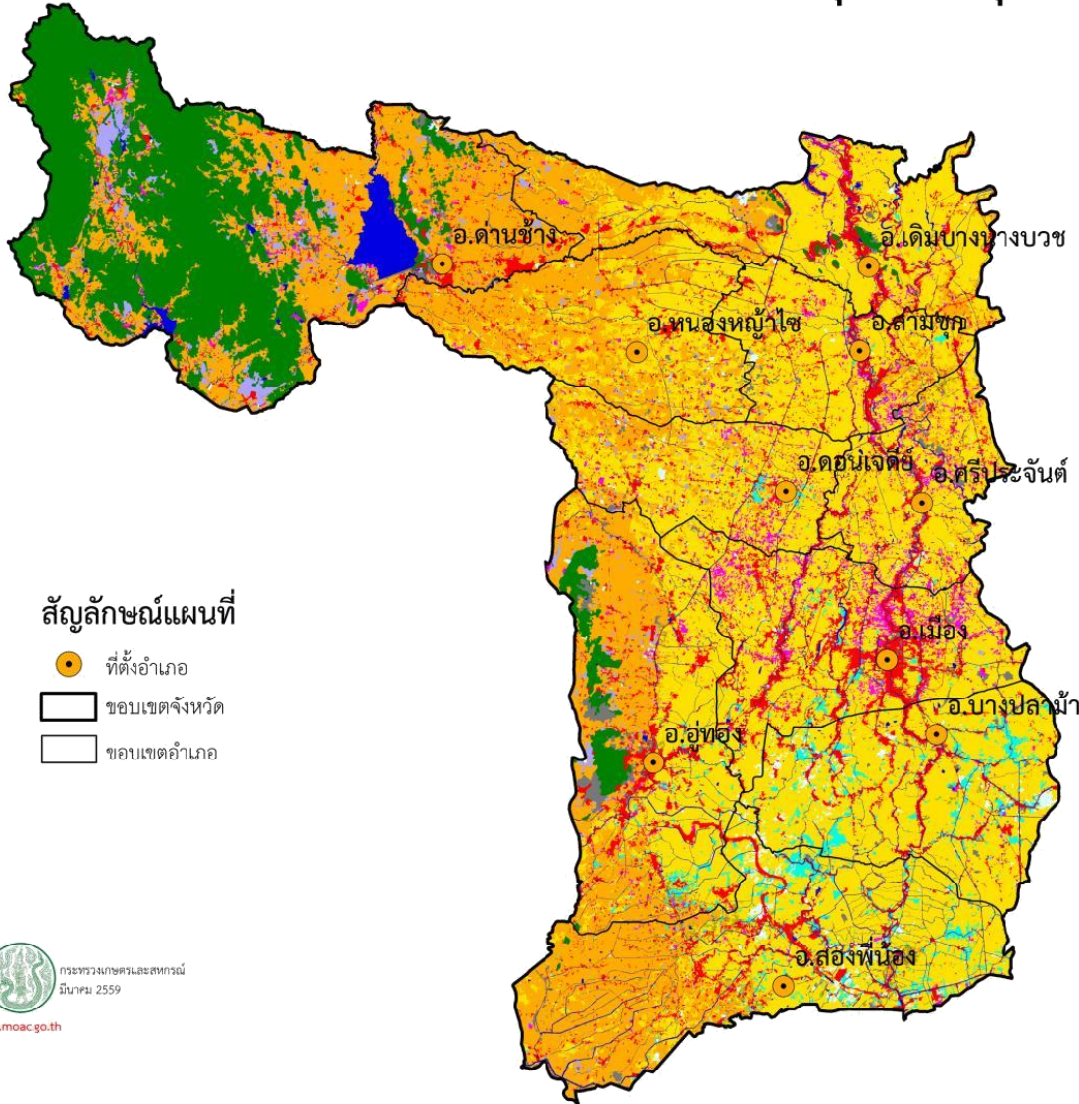 อ.ด่านช้าง
อ.เดิมบางนางบวช
อ.หนองหญ้าไซ
อ.สามชุก
อ.ดอนเจดีย์
อ.ศรีประจันต์
อ.เมือง
อ.บางปลาม้า
อ.อู่ทอง
อ.สองพี่น้อง
สัญลักษณ์แผนที่
ที่ตั้งอำเภอ
ขอบเขตจังหวัด
ขอบเขตอำเภอ
กระทรวงเกษตรและสหกรณ์
มีนาคม 2559
.moac.go.th